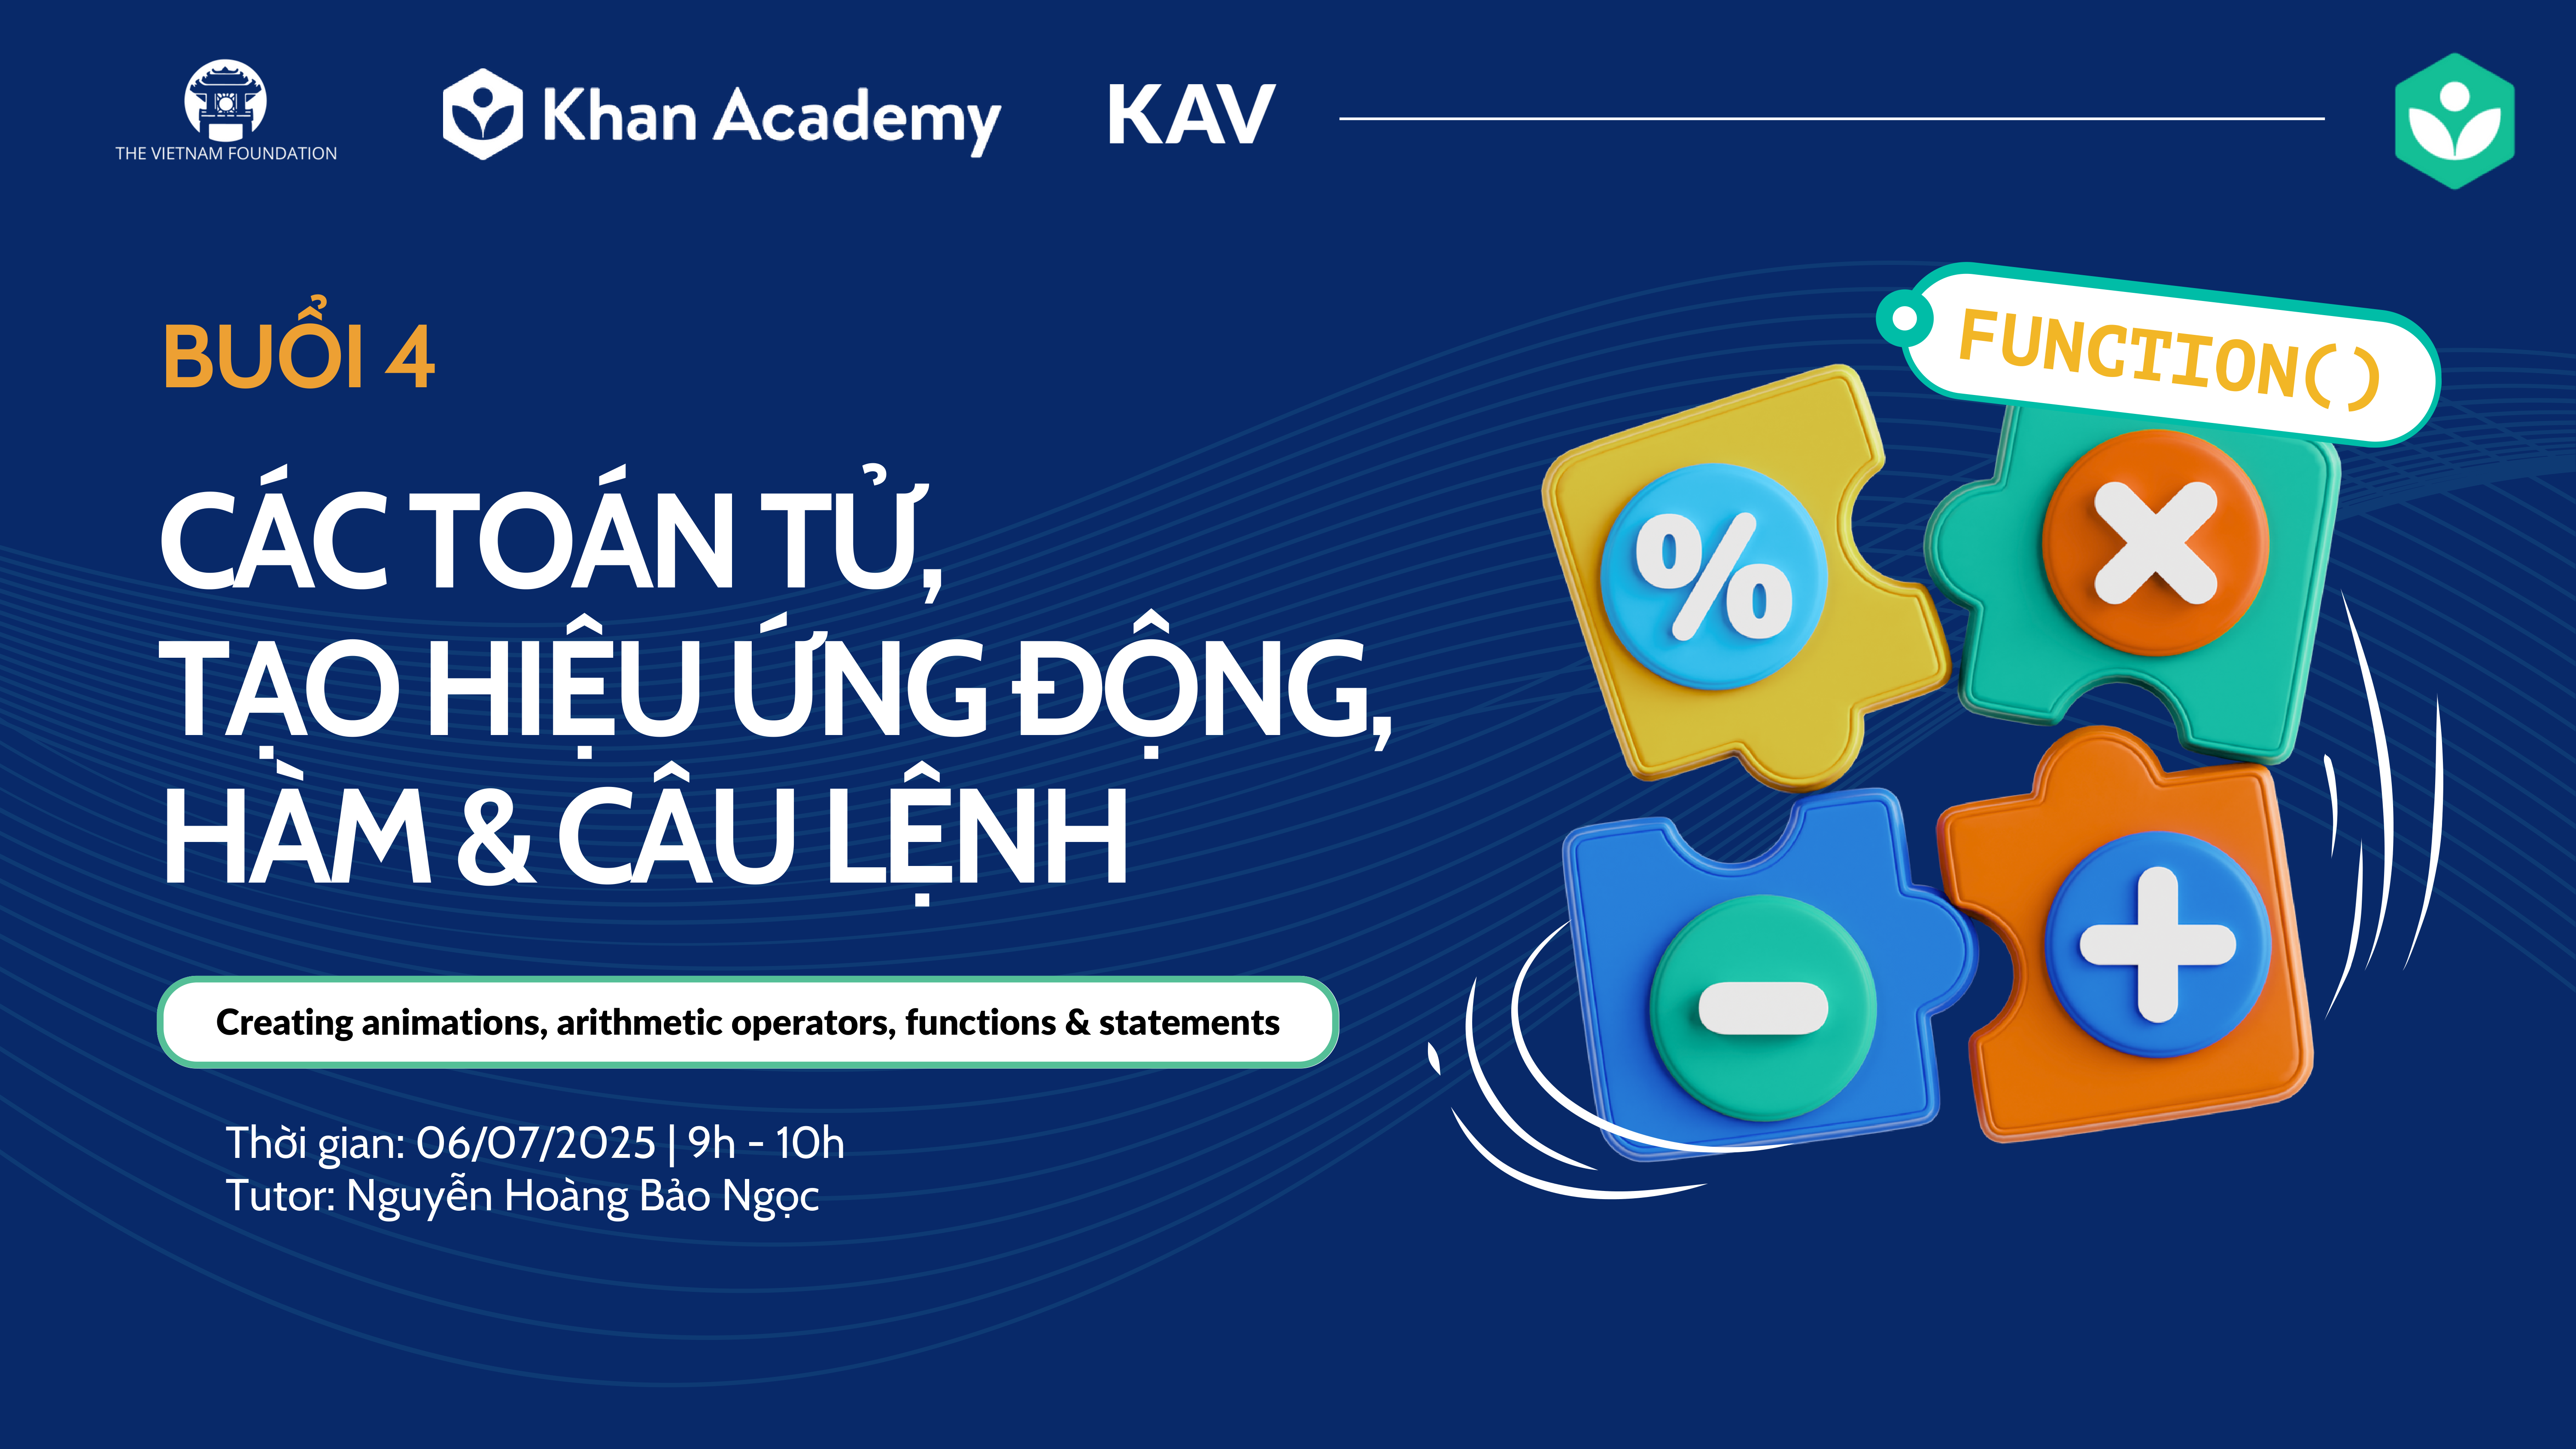 THE VIETNAM FOUNDATION
Khan Academy
KAV
BUỔI 4
CÁC TOÁN TỬ,
TẠO HIỆU ỨNG ĐỘNG,
HÀM & CÂU LỆNH
Creating animations, arithmetic operators, functions & statements
Thời gian: 06/07/2025 | 9h - 10h
Tutor: Nguyễn Hoàng Bảo Ngọc
FUNCTION()
%
×
-
+